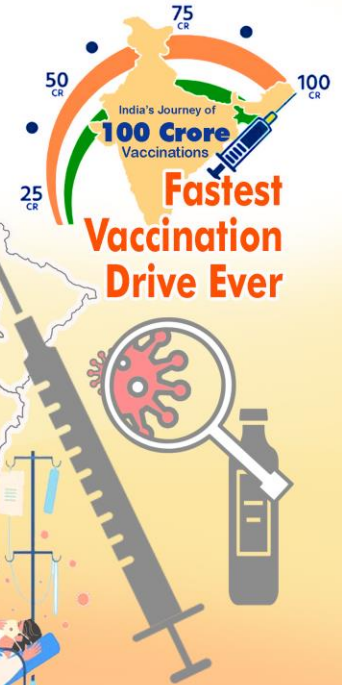 75
CR
50
CR
100
CR
25
CR
India's Journey of
100 Crore
Vaccinations
Fastest
Vaccination
Drive Ever